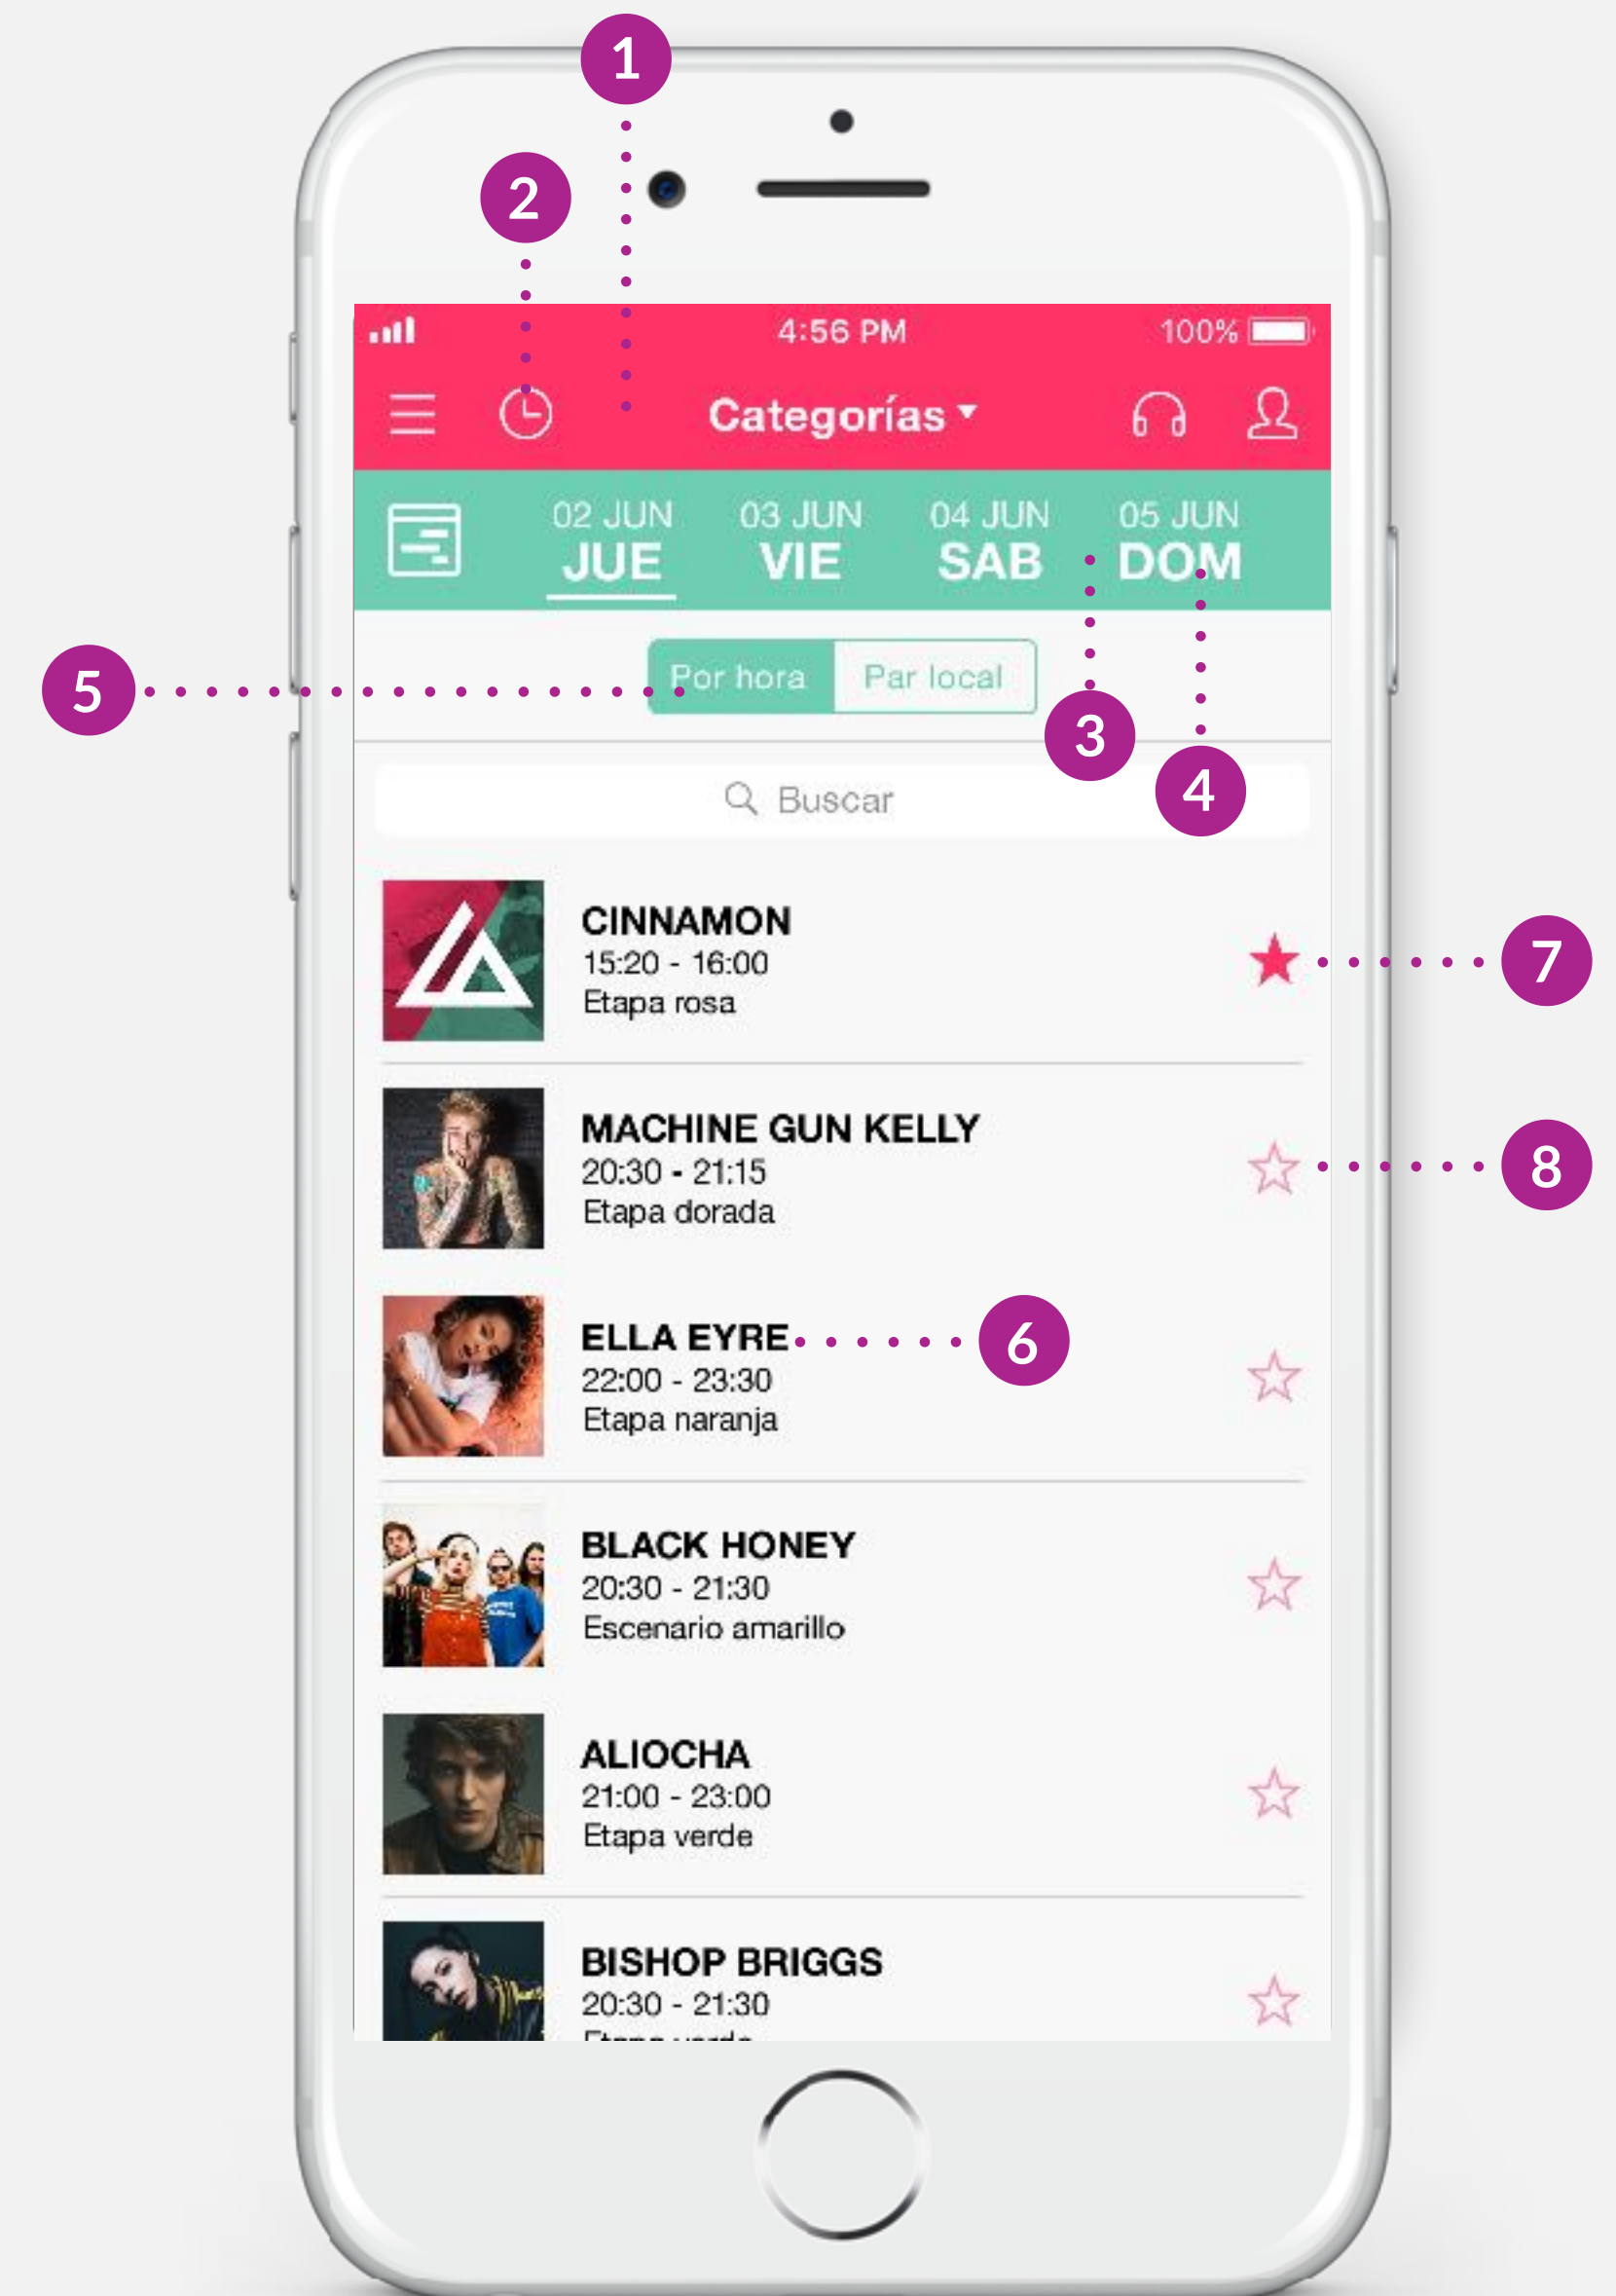 1
2
4:56 PM 100%
Categorías
02 JUN 03 JUN 04 JUN 05 JUN
JUE VIE SAB DOM
5 Por hora Par local
3
4
Buscar
CINNAMON
15:20 - 16:00
Etapa rosa
7
MACHINE GUN KELLY
20:30 - 21:15
Etapa dorada
8
ELLA EYRE
22:00 - 23:30
Etapa naranja
6
BLACK HONEY
20:30 - 21:30
Escenario amarillo
ALIOCHA
21:00 - 23:00
Etapa verde
BISHOP BRIGGS
20:30 - 21:30